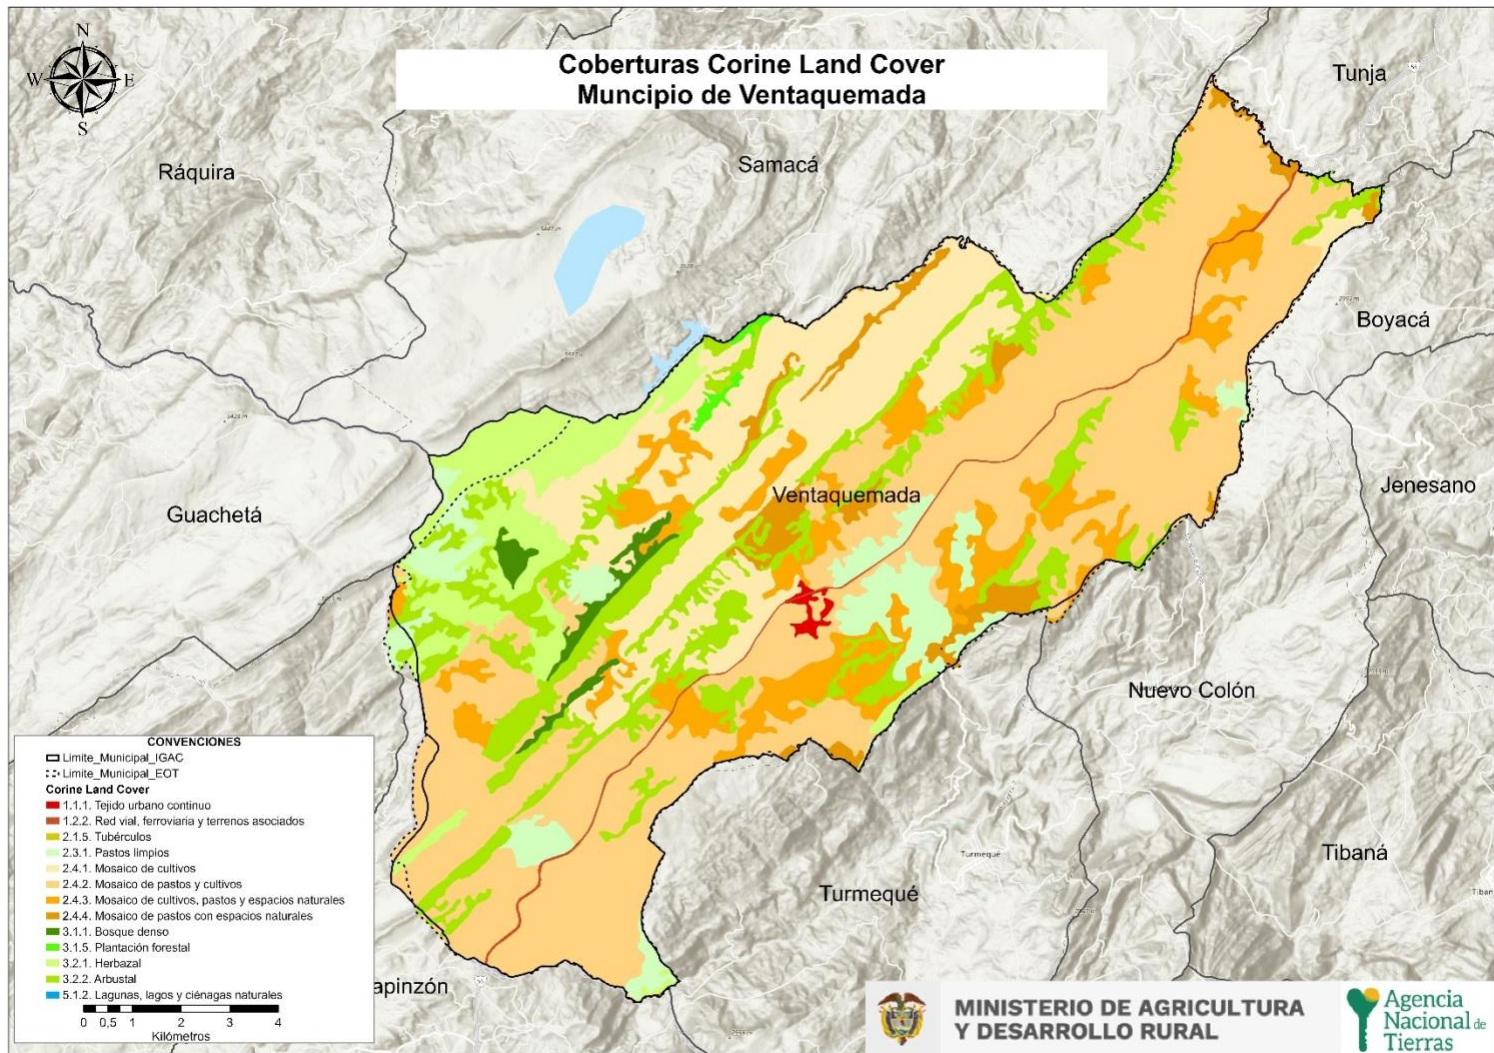 Coberturas Corine Land Cover
Muncipio de Ventaquemada
N
W
E
S
Tunja
Ráquira
Samacá
Boyacá
Ventaquemada
Jenesano
Guachetá
Nuevo Colón
Tibaná
Turmequé
Turmequé
apinzón
CONVENCIONES
Limite_Municipal_IGAC
Limite_Municipal_EOT
Corine Land Cover
1.1.1. Tejido urbano continuo
1.2.2. Red vial, ferroviaria y terrenos asociados
2.1.5. Tubérculos
2.3.1. Pastos limpios
2.4.1. Mosaico de cultivos
2.4.2. Mosaico de pastos y cultivos
2.4.3. Mosaico de cultivos, pastos y espacios naturales
2.4.4. Mosaico de pastos con espacios naturales
3.1.1. Bosque denso
3.1.5. Plantación forestal
3.2.1. Herbazal
3.2.2. Arbustal
5.1.2. Lagunas, lagos y ciénagas naturales
0 0,5 1 2 3 4
Kilómetros
MINISTERIO DE AGRICULTURA
Y DESARROLLO RURAL
Agencia
Nacional de
Tierras